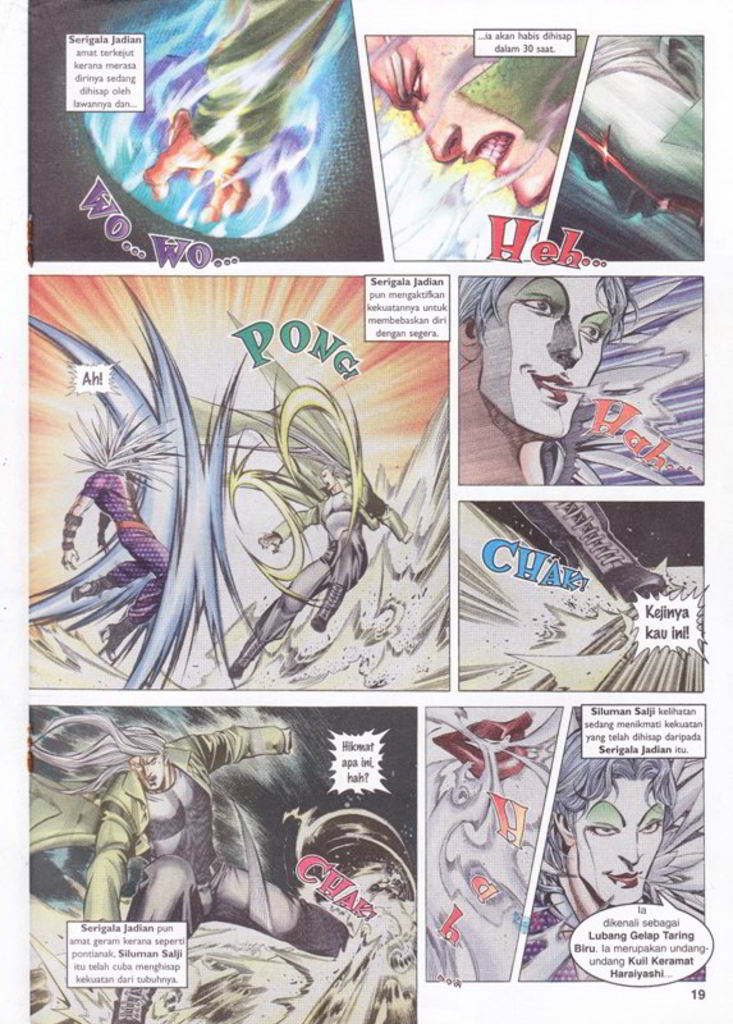 Serigala Jadian
amat terkejut
kerana merasa
dirinya sedang
dihisap oleh
lawannya dan...
WO... WO...
...ia akan habis dihisap
dalam 30 saat.
Heh...
Ah!
PONG
Serigala Jadian
pun mengaktifkan
kekuatannya untuk
membebaskan diri
dengan segera.
Hah...
CHAK!
Kejinya
kau ini!
Hikmat
apa ini,
hah?
CHAK!
Serigala Jadian pun
amat geram kerana seperti
pontianak, Siluman Salji
itu telah cuba menghisap
kekuatan dari tubuhnya.
Hah...
Siluman Salji kelihatan
sedang menikmati kekuatan
yang telah dihisap daripada
Serigala Jadian itu.
Ia
dikenali sebagai
Lubang Gelap Taring
Biru. Ia merupakan undang-
undang Kuil Keramat
Haraiyashi...
19